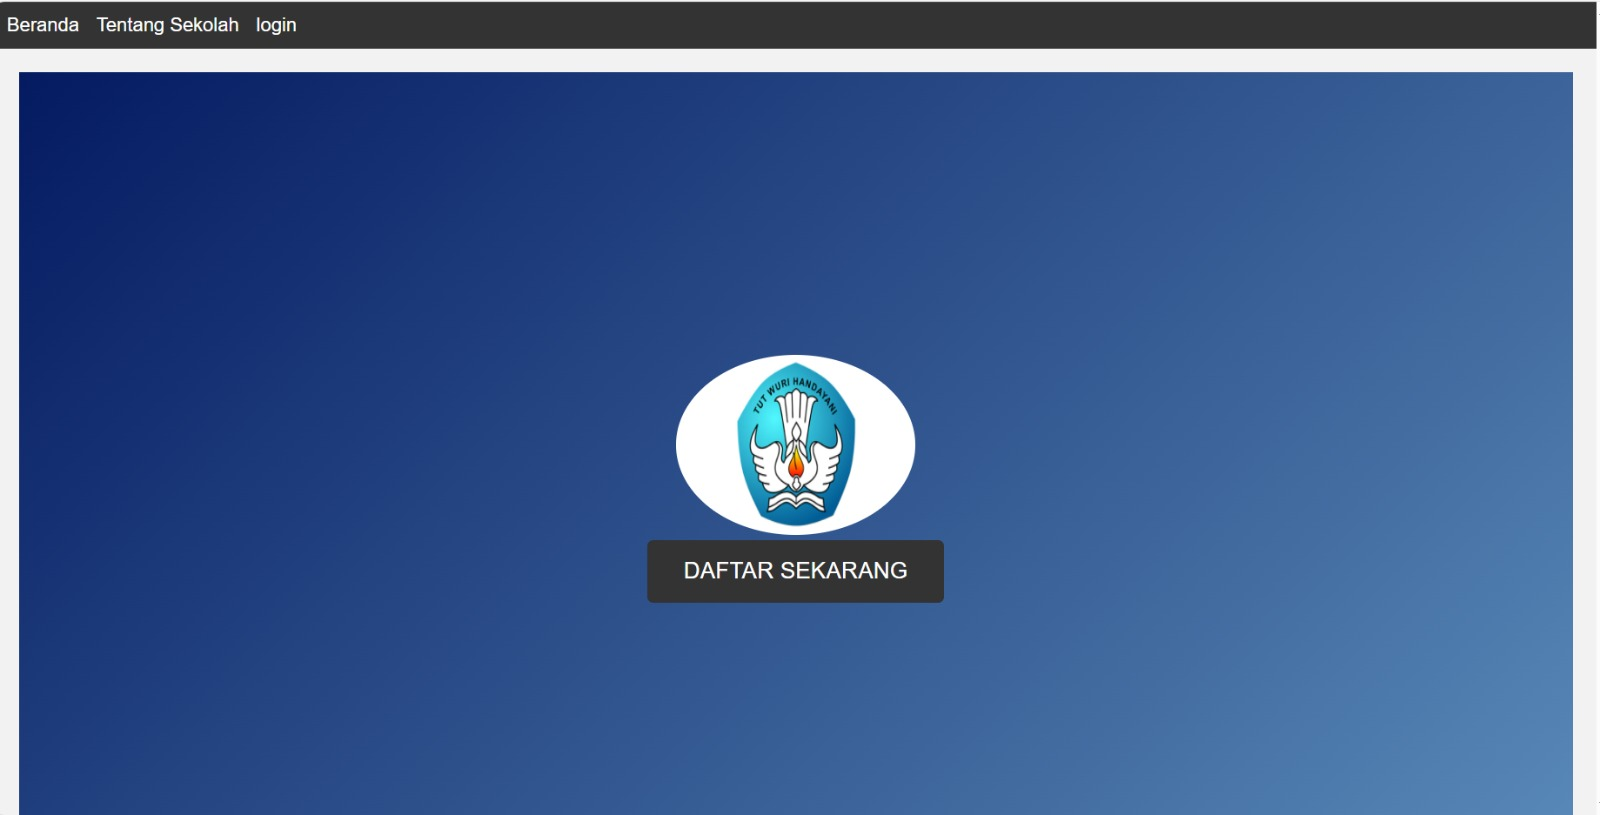 Beranda Tentang Sekolah login
TUT WURI HANDAYANI
DAFTAR SEKARANG